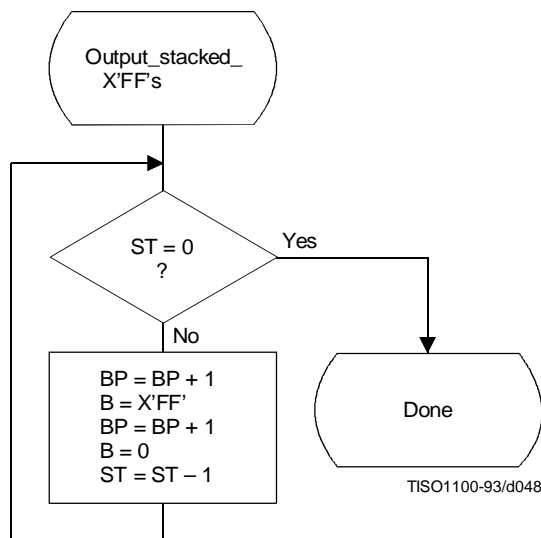 Output_stacked_
X'FF's
ST = 0
?
Yes
No
BP = BP + 1
B = X'FF'
BP = BP + 1
B = 0
ST = ST – 1
Done
TISO1100-93/d048